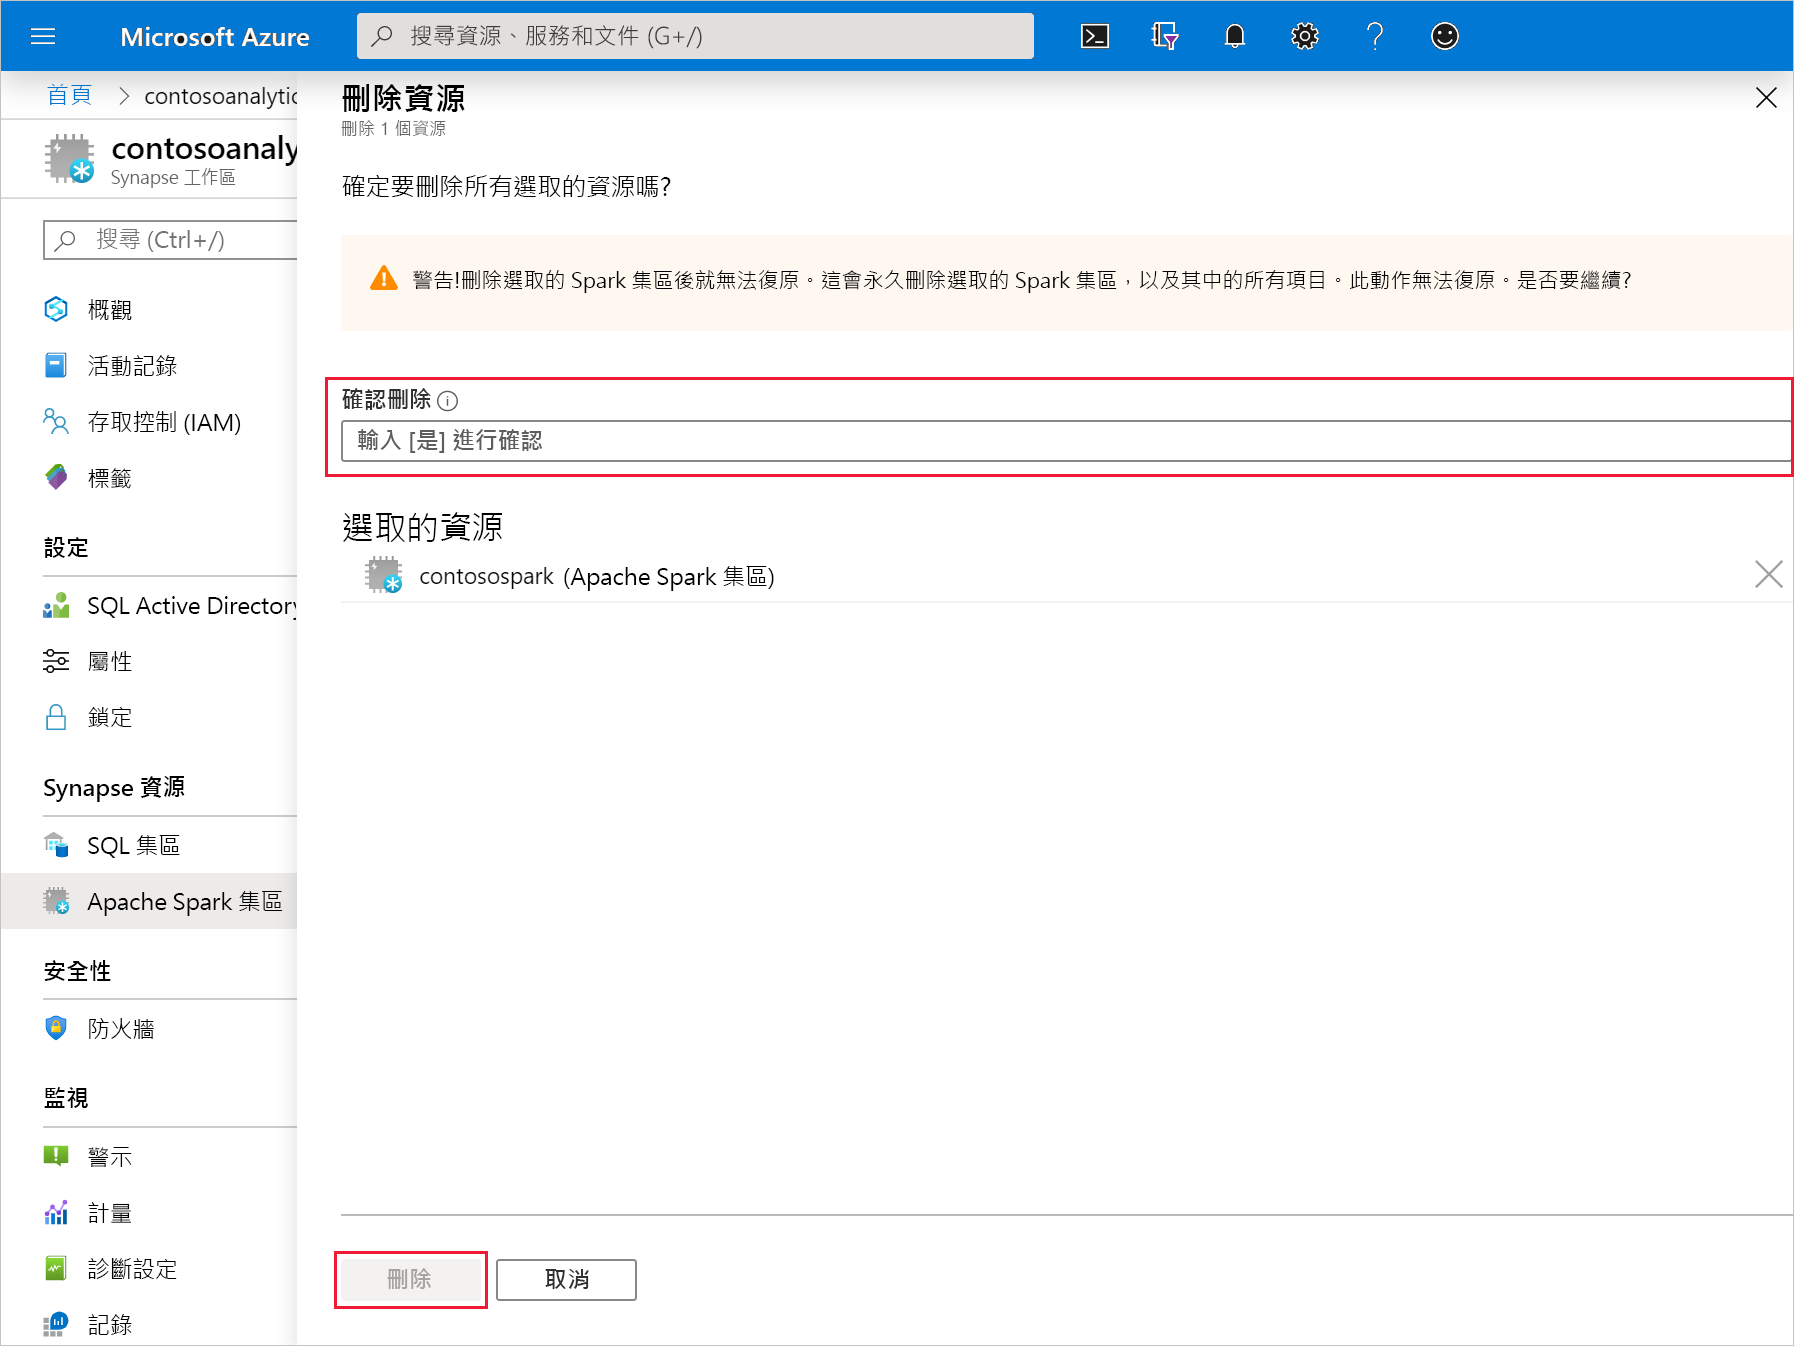 Microsoft Azure
搜尋資源、服務和文件 (G+/)
首頁 > contosoanalytic
contosoanaly
Synapse 工作區
搜尋 (Ctrl+/)
概觀
活動記錄
存取控制 (IAM)
標籤
設定
SQL Active Directory
屬性
鎖定
Synapse 資源
SQL 集區
Apache Spark 集區
安全性
防火牆
監視
警示
計量
診斷設定
記錄
刪除資源
刪除 1 個資源
確定要刪除所有選取的資源嗎?
警告!刪除選取的 Spark 集區後就無法復原。這會永久刪除選取的 Spark 集區，以及其中的所有項目。此動作無法復原。是否要繼續?
確認刪除
輸入 [是] 進行確認
選取的資源
contosospark (Apache Spark 集區)
刪除
取消